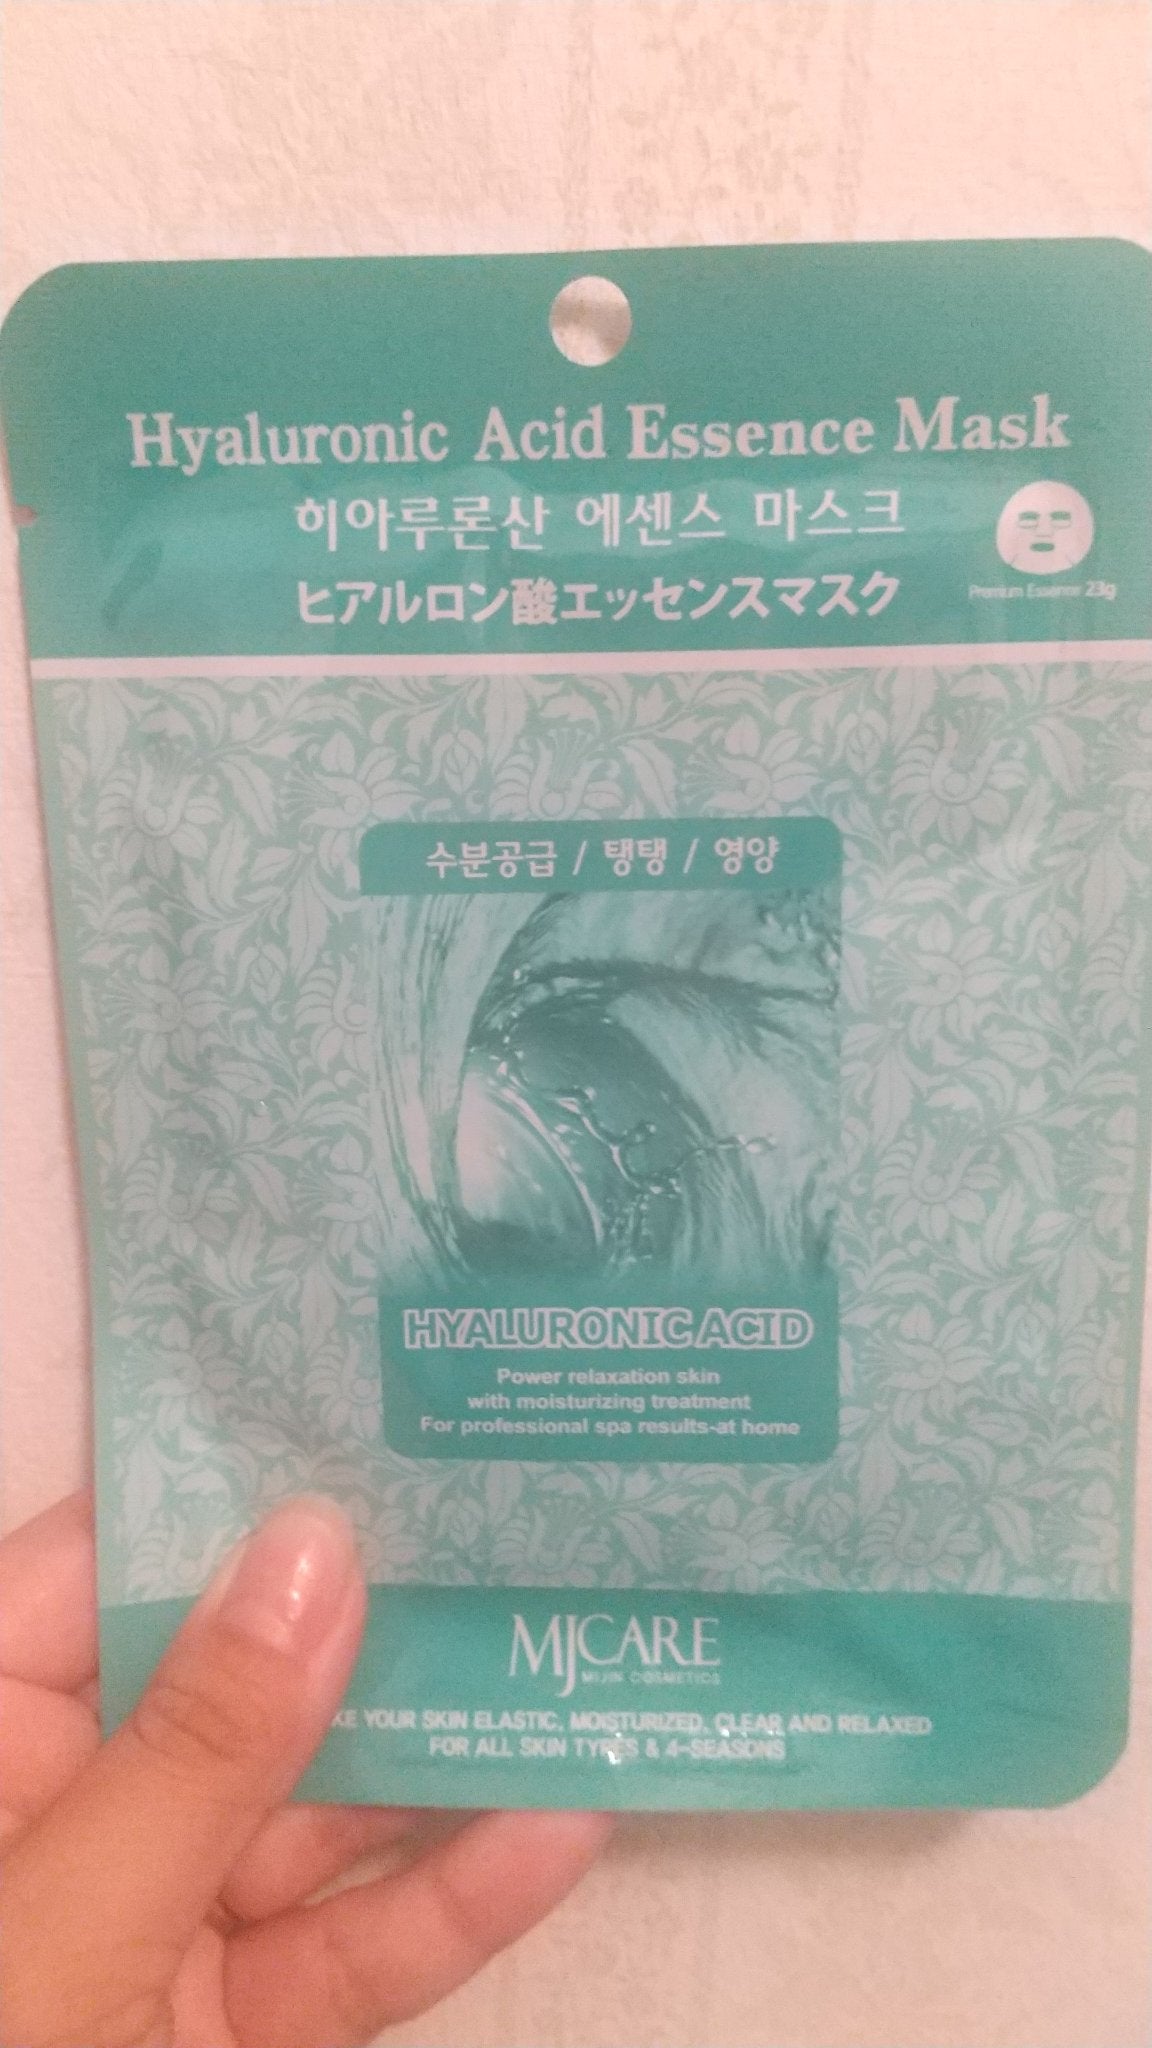 Hyaluronic Acid Essence Mask
히아루론산 에센스 마스크
ヒアルロン酸エッセンスマスク
Premium Essence 23g
수분공급 / 탱탱 / 영양
HYALURONIC ACID
Power relaxation skin
with moisturizing treatment
For professional spa results-at home
MJCARE
MIJIN COSMETICS
YOUR SKIN ELASTIC, MOISTURIZED, CLEAR AND RELAXED
FOR ALL SKIN TYPES & 4-SEASONS